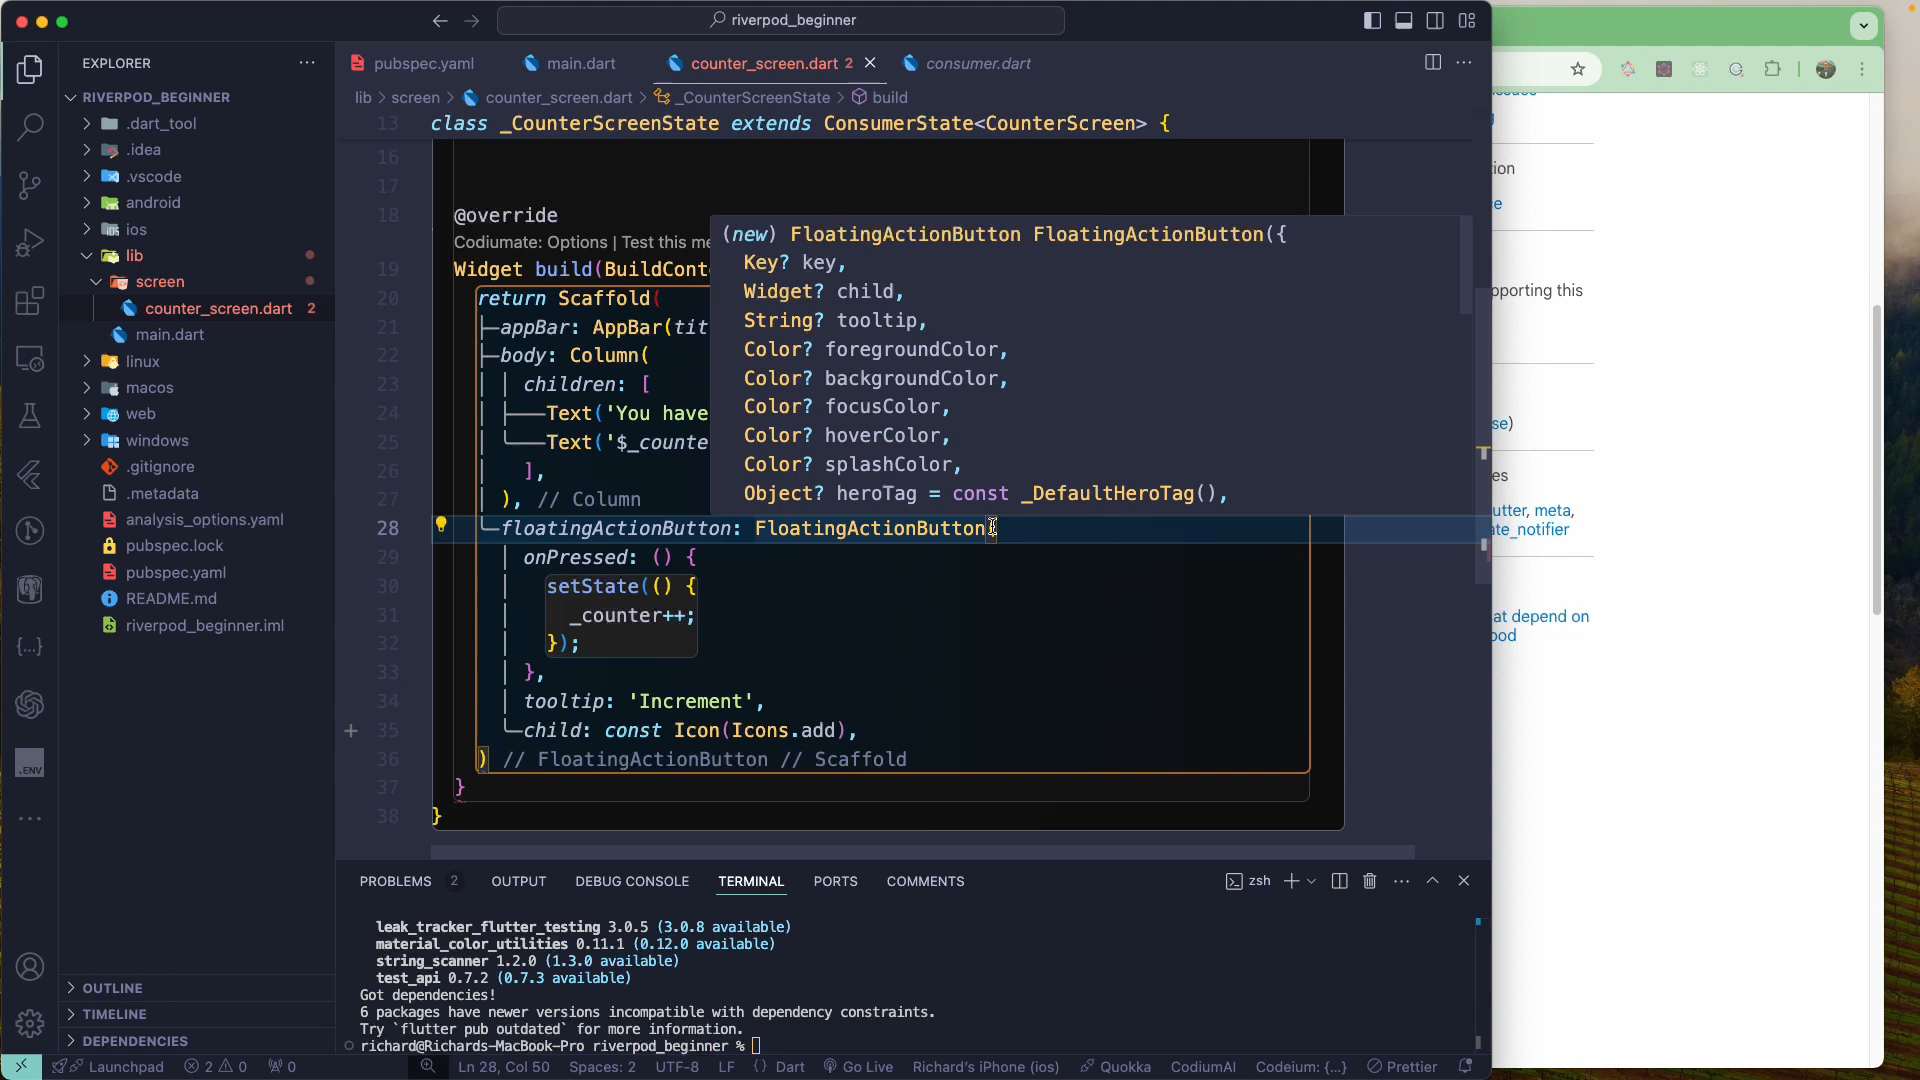 riverpod_beginner
EXPLORER
RIVERPOD_BEGINNER
.dart_tool
.idea
.vscode
android
ios
lib
screen
counter_screen.dart 2
main.dart
linux
macos
web
windows
.gitignore
.metadata
analysis_options.yaml
pubspec.lock
pubspec.yaml
README.md
riverpod_beginner.iml
OUTLINE
TIMELINE
DEPENDENCIES
pubspec.yaml
main.dart
counter_screen.dart 2
consumer.dart
lib > screen > counter_screen.dart > _CounterScreenState > build
13 class _CounterScreenState extends ConsumerState<CounterScreen> {
16
17
18 @override
Codiumate: Options | Test this me
19 Widget build(BuildCont
20 return Scaffold(
21 appBar: AppBar(tit
22 body: Column(
23 children: [
24 Text('You have
25 Text('$_counte
26 ],
27 ), // Column
28 floatingActionButton: FloatingActionButton(
29 onPressed: () {
30 setState(() {
31 _counter++;
32 });
33 },
34 tooltip: 'Increment',
35 child: const Icon(Icons.add),
36 ) // FloatingActionButton // Scaffold
37 }
38 }
(new) FloatingActionButton FloatingActionButton({
Key? key,
Widget? child,
String? tooltip,
Color? foregroundColor,
Color? backgroundColor,
Color? focusColor,
Color? hoverColor,
Color? splashColor,
Object? heroTag = const _DefaultHeroTag(),
PROBLEMS 2 OUTPUT DEBUG CONSOLE TERMINAL PORTS COMMENTS
zsh
leak_tracker_flutter_testing 3.0.5 (3.0.8 available)
material_color_utilities 0.11.1 (0.12.0 available)
string_scanner 1.2.0 (1.3.0 available)
test_api 0.7.2 (0.7.3 available)
Got dependencies!
6 packages have newer versions incompatible with dependency constraints.
Try `flutter pub outdated` for more information.
richard@Richards-MacBook-Pro riverpod_beginner %
Launchpad 2 0 0 Ln 28, Col 50 Spaces: 2 UTF-8 LF {} Dart Go Live Richard's iPhone (ios) Quokka CodiumAI Codeium: {...} Prettier
.ENV
tion
ce
pporting this
se)
es
utter, meta,
ate_notifier
at depend on
pod